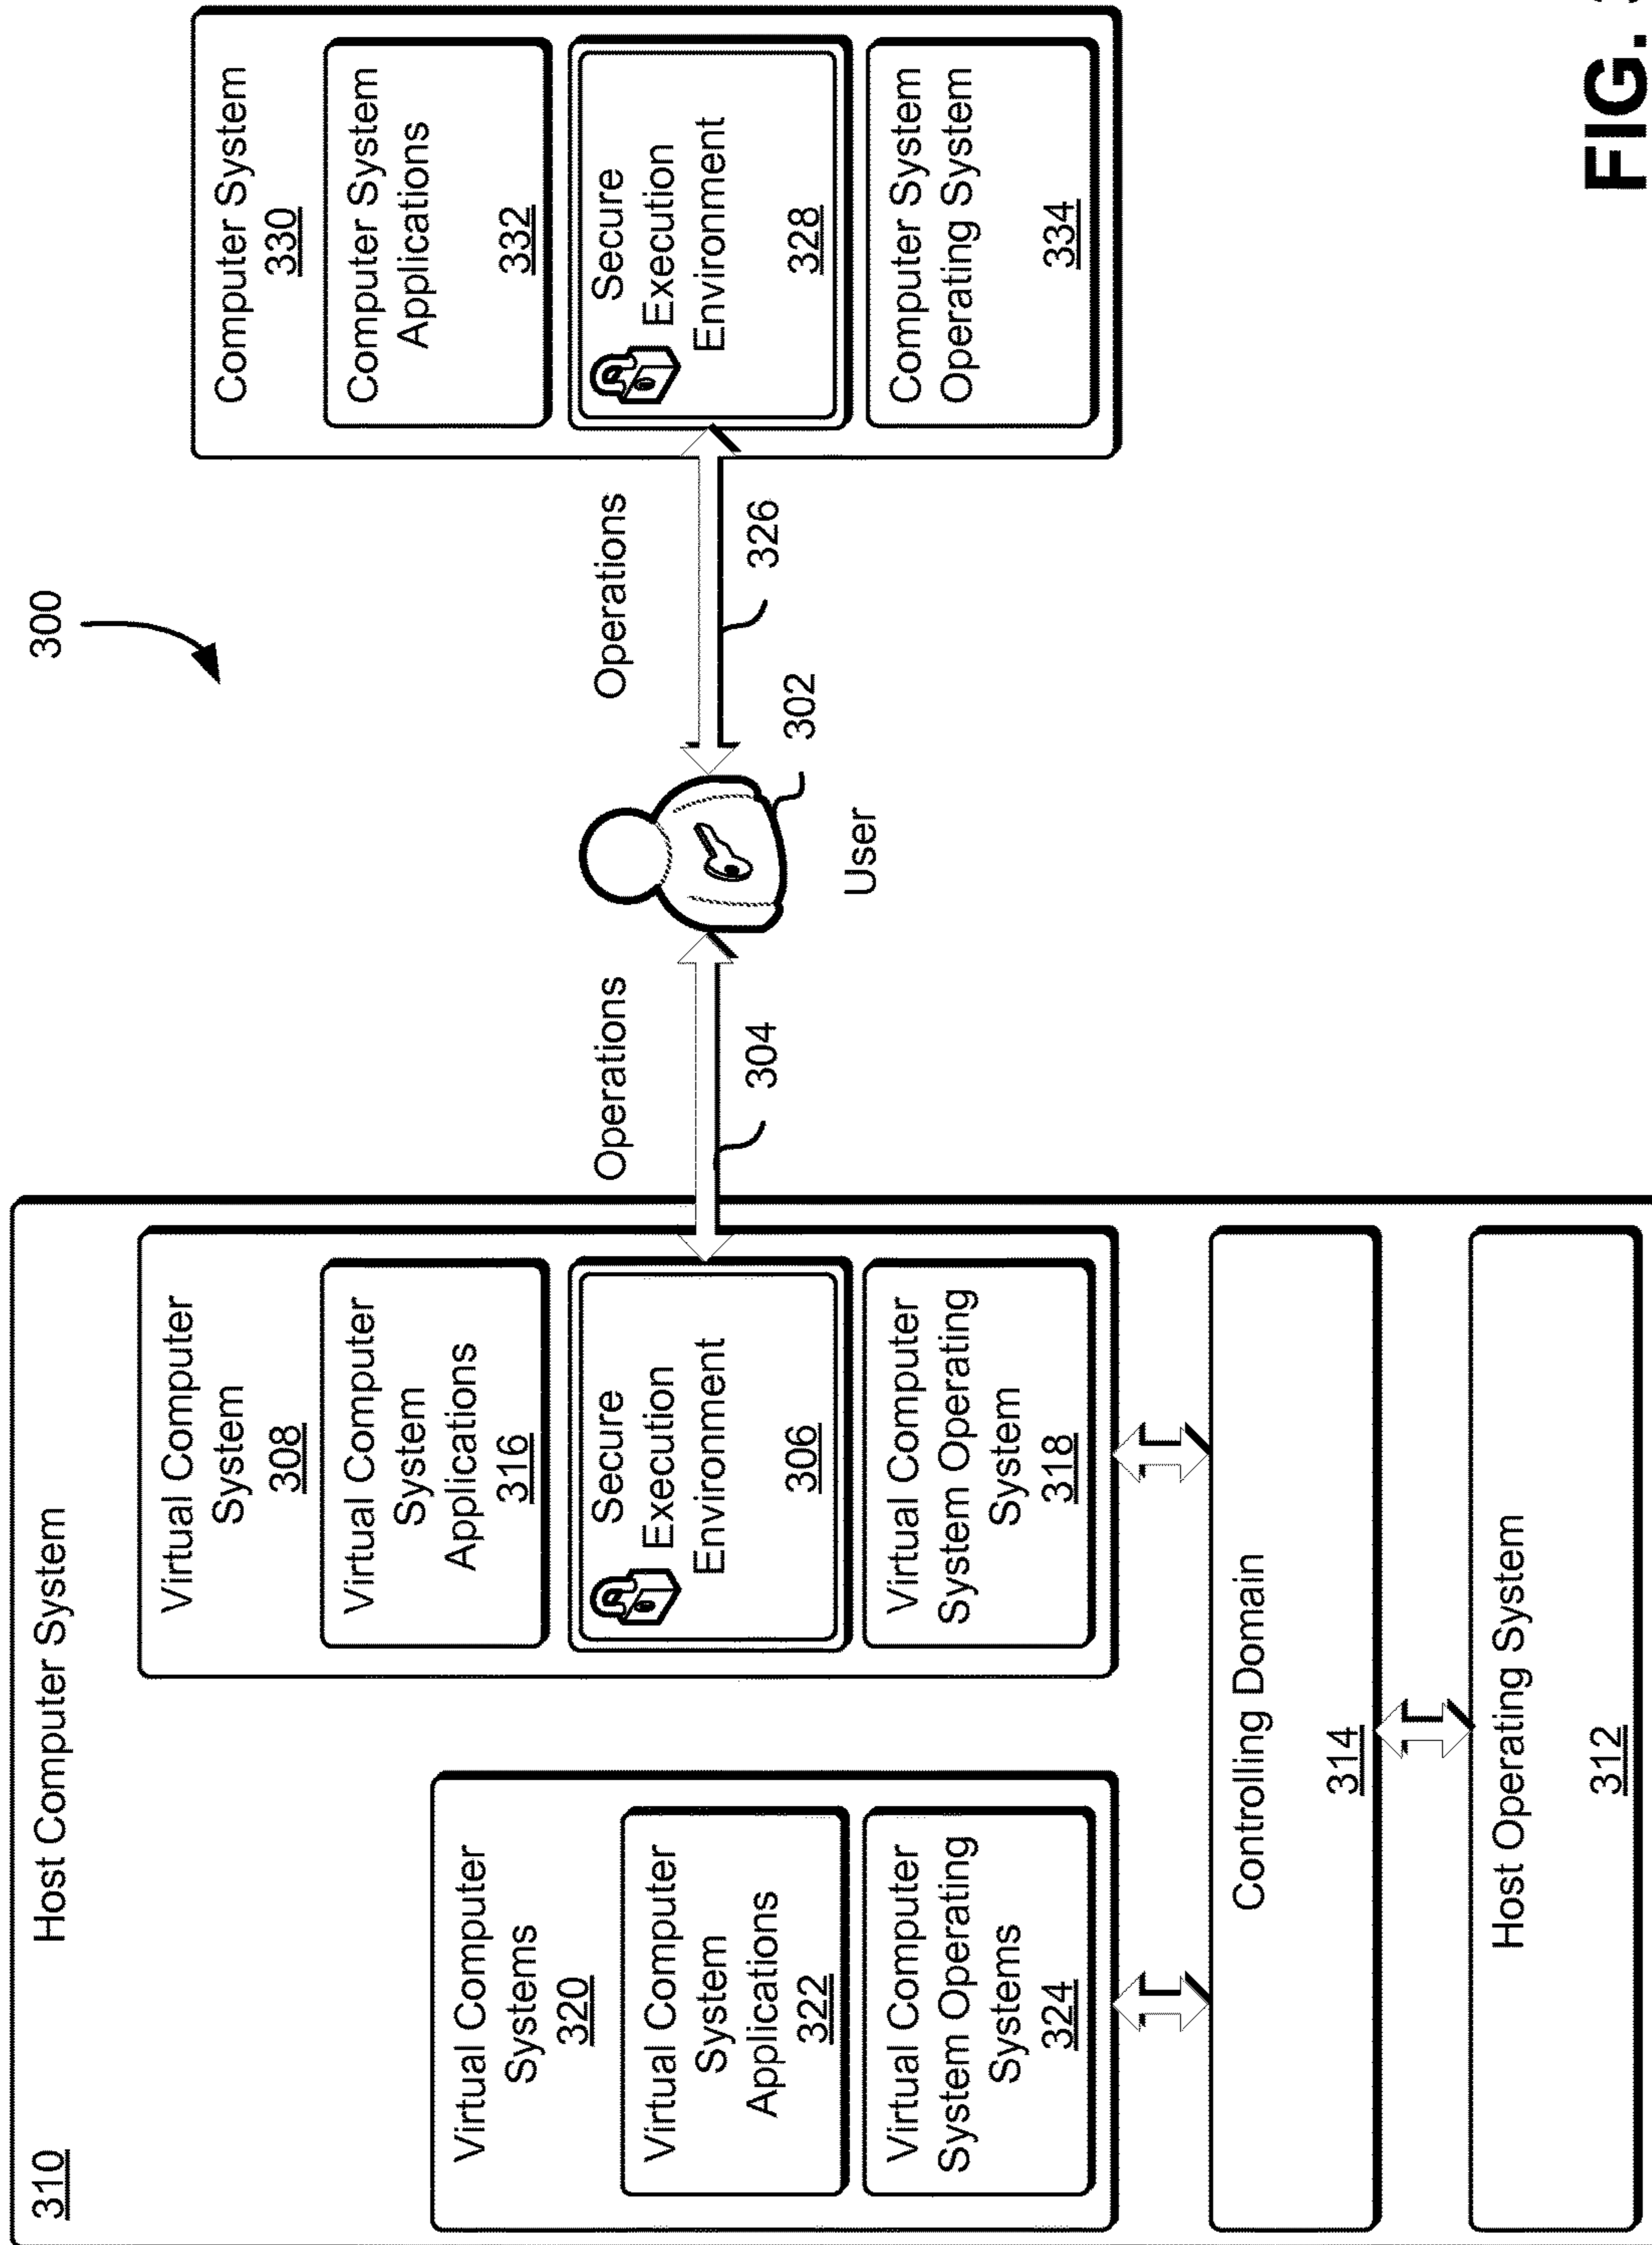 300
310
Host Computer System
Virtual Computer
Systems
320
Virtual Computer
System
Applications
322
Virtual Computer
System Operating
Systems
324
Virtual Computer
System
308
Virtual Computer
System
Applications
316
Secure
Execution
Environment
306
Virtual Computer
System Operating
System
318
Controlling Domain
314
Host Operating System
312
Operations
304
User
302
Operations
326
Computer System
330
Computer System
Applications
332
Secure
Execution
Environment
328
Computer System
Operating System
334
FIG.